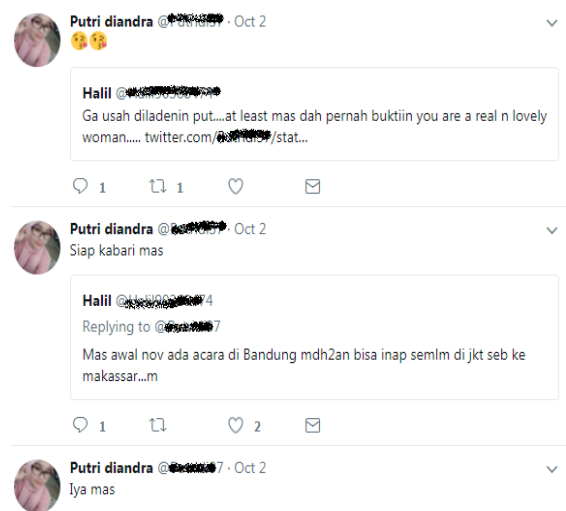 Putri diandra @ · Oct 2
😘😘
Halil @
Ga usah diladenin put....at least mas dah pernah buktiin you are a real n lovely
woman..... twitter.com/ /stat...
1 1
Putri diandra @ · Oct 2
Siap kabari mas
Halil @ 74
Replying to @ 7
Mas awal nov ada acara di Bandung mdh2an bisa inap semlm di jkt seb ke
makassar...m
1 2
Putri diandra @ 7 · Oct 2
Iya mas